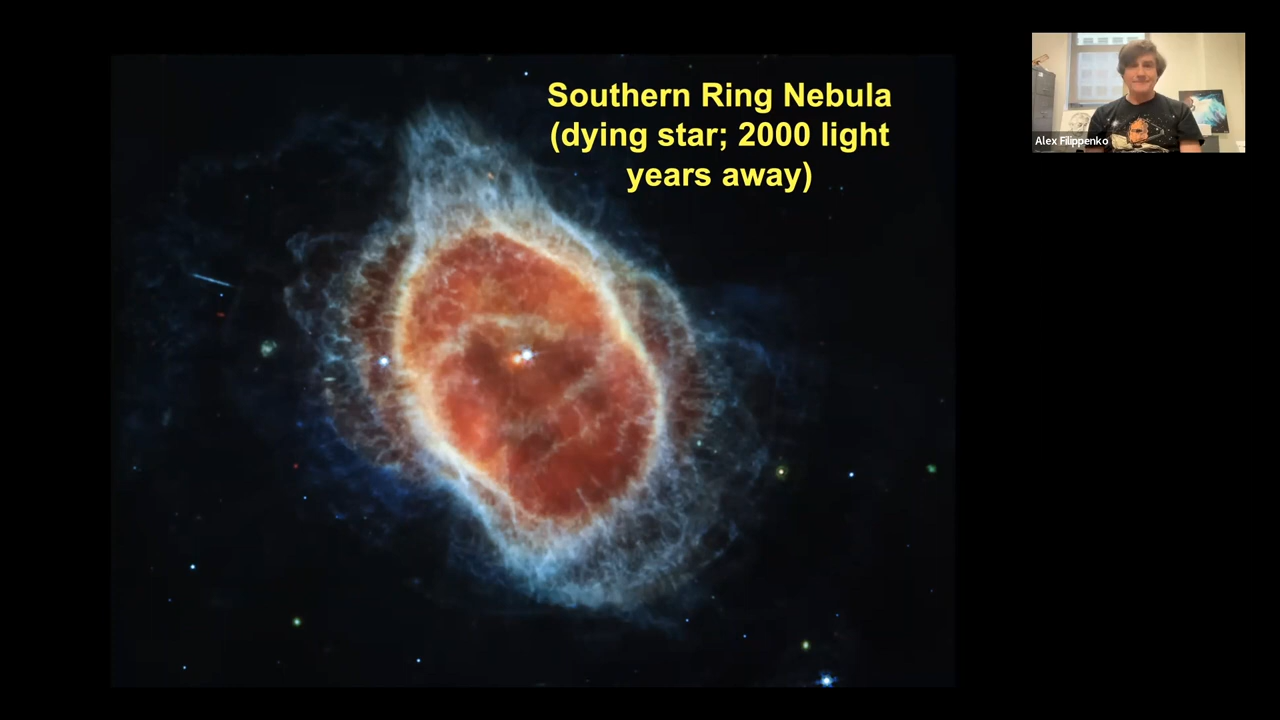 Southern Ring Nebula
(dying star; 2000 light
years away)
Alex Filippenko